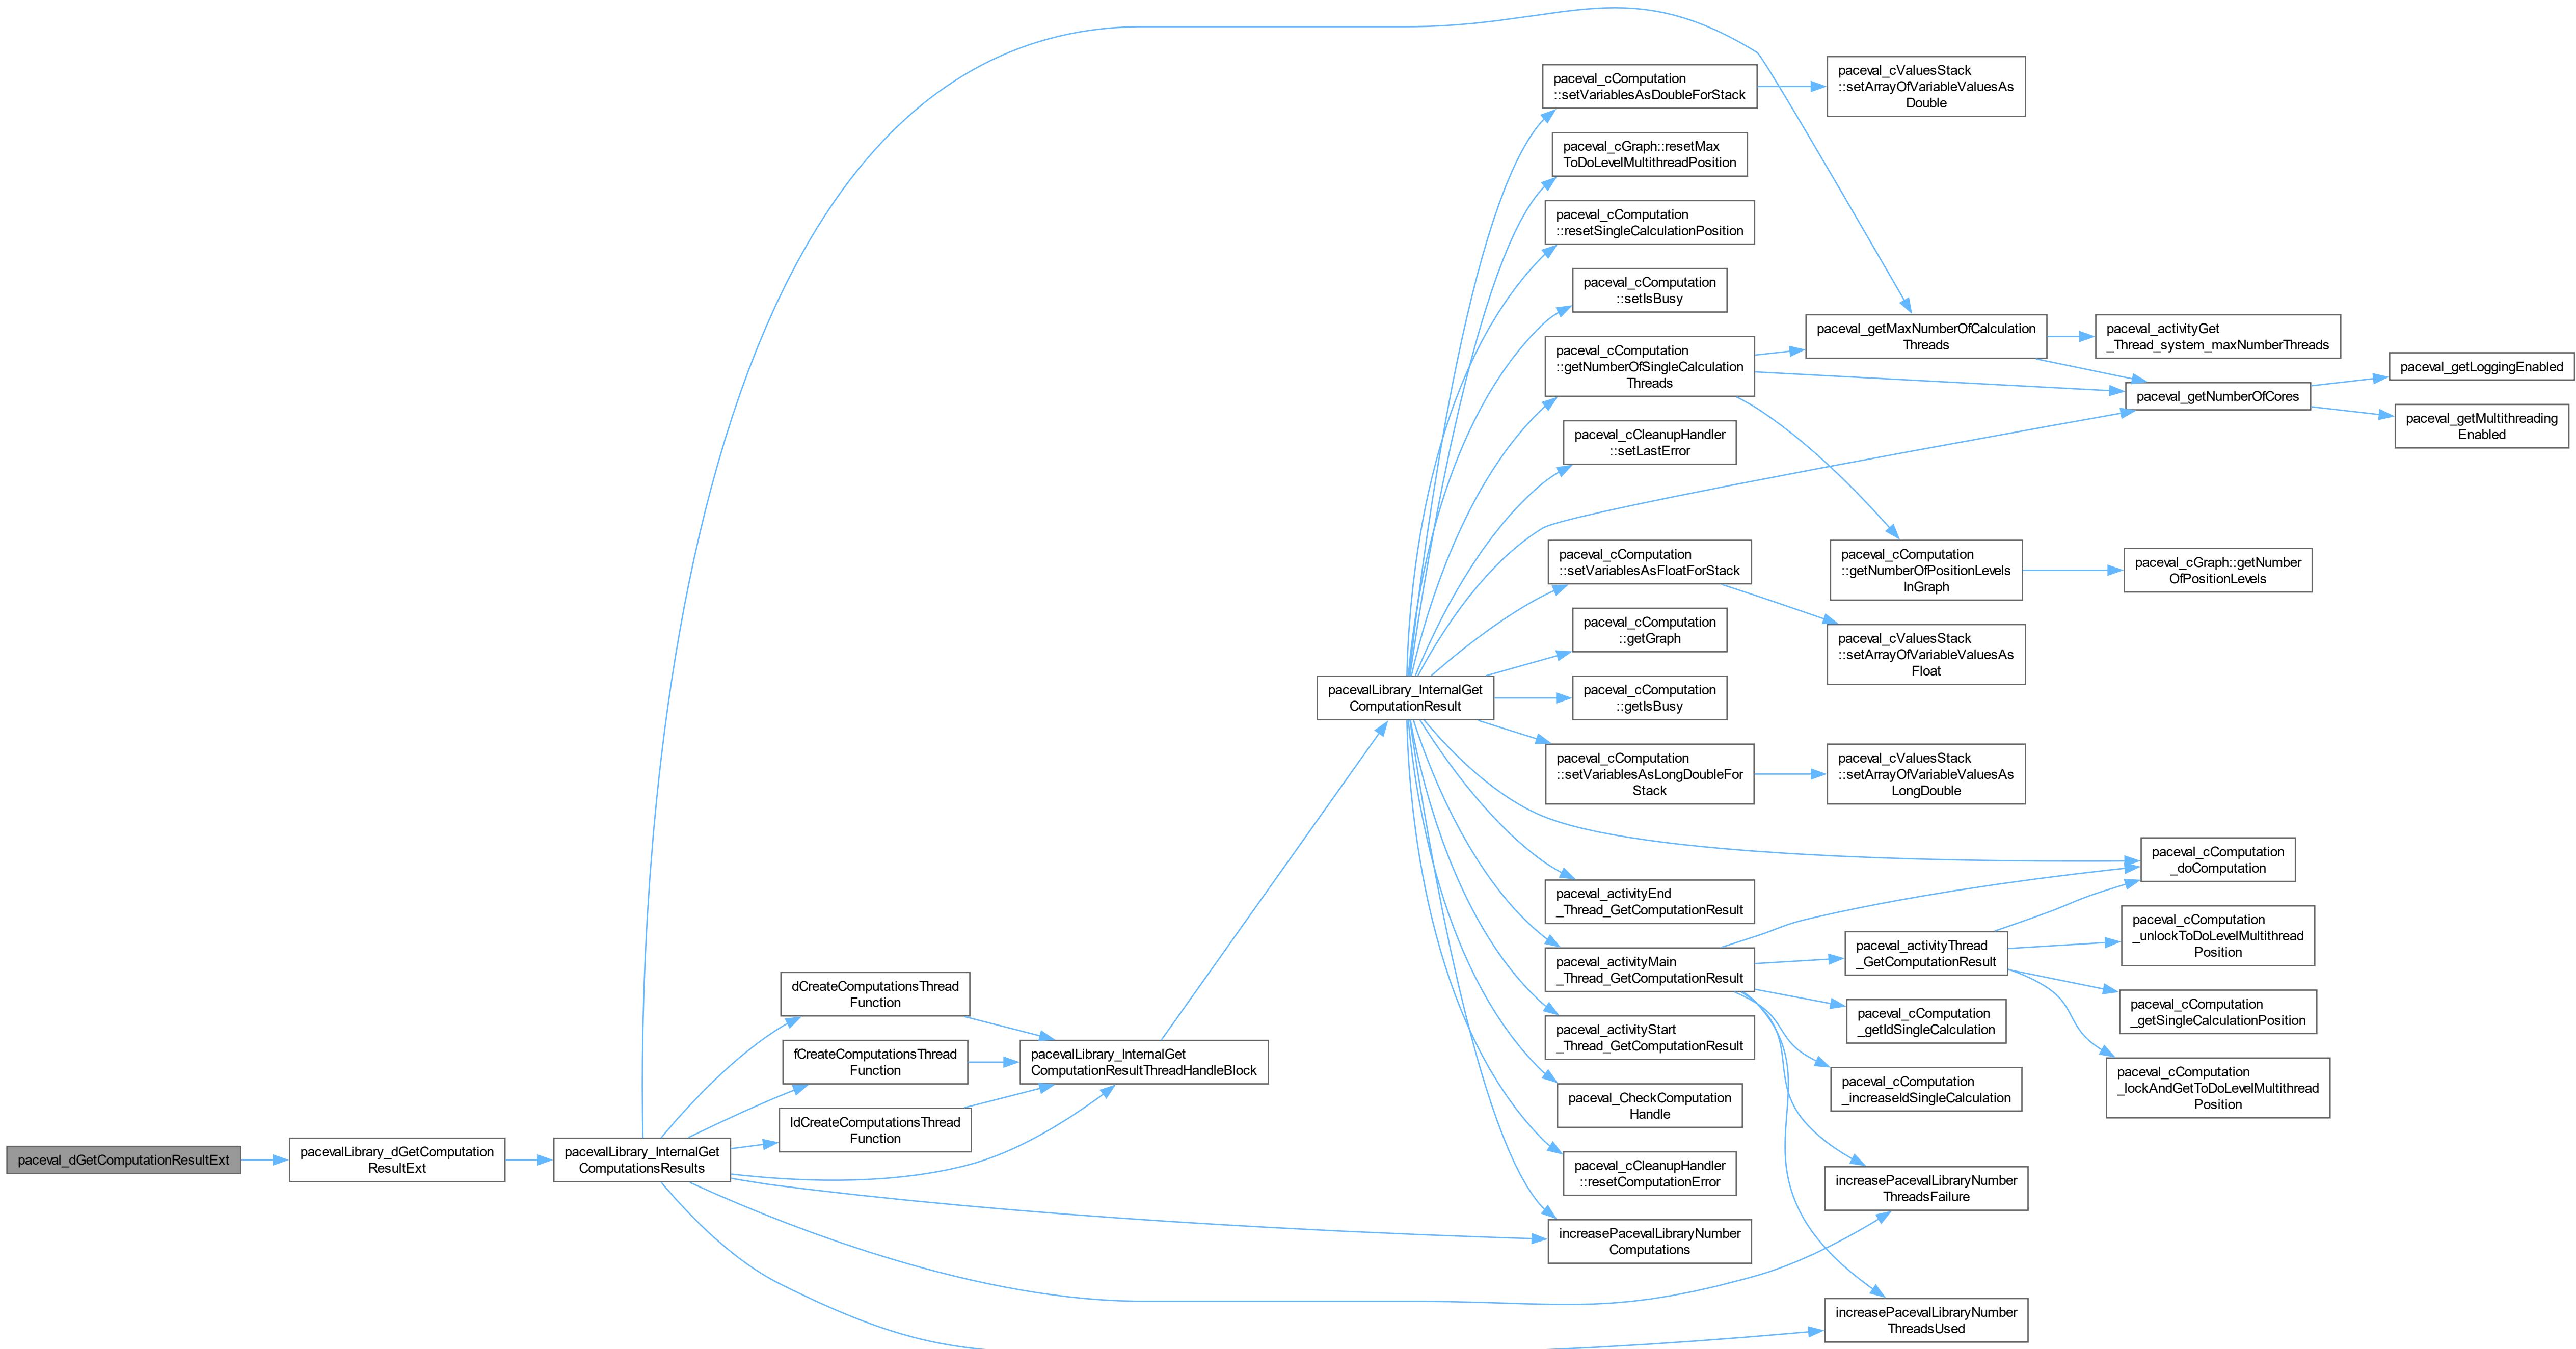 paceval_dGetComputationResultExt
pacevalLibrary_dGetComputation
ResultExt
pacevalLibrary_InternalGet
ComputationsResults
dCreateComputationsThread
Function
fCreateComputationsThread
Function
ldCreateComputationsThread
Function
pacevalLibrary_InternalGet
ComputationResultThreadHandleBlock
pacevalLibrary_InternalGet
ComputationResult
paceval_cComputation
::setVariablesAsDoubleForStack
paceval_cGraph::resetMax
ToDoLevelMultithreadPosition
paceval_cComputation
::resetSingleCalculationPosition
paceval_cComputation
::setIsBusy
paceval_cComputation
::getNumberOfSingleCalculation
Threads
paceval_cCleanupHandler
::setLastError
paceval_cComputation
::setVariablesAsFloatForStack
paceval_cComputation
::getGraph
paceval_cComputation
::getIsBusy
paceval_cComputation
::setVariablesAsLongDoubleFor
Stack
paceval_activityEnd
_Thread_GetComputationResult
paceval_activityMain
_Thread_GetComputationResult
paceval_activityStart
_Thread_GetComputationResult
paceval_CheckComputation
Handle
paceval_cCleanupHandler
::resetComputationError
increasePacevalLibraryNumber
Computations
paceval_cValuesStack
::setArrayOfVariableValuesAs
Double
paceval_getMaxNumberOfCalculation
Threads
paceval_cComputation
::getNumberOfPositionLevels
InGraph
paceval_cValuesStack
::setArrayOfVariableValuesAs
Float
paceval_cValuesStack
::setArrayOfVariableValuesAs
LongDouble
paceval_activityThread
_GetComputationResult
paceval_cComputation
_getIdSingleCalculation
paceval_cComputation
_increaseIdSingleCalculation
increasePacevalLibraryNumber
ThreadsFailure
increasePacevalLibraryNumber
ThreadsUsed
paceval_activityGet
_Thread_system_maxNumberThreads
paceval_getNumberOfCores
paceval_cGraph::getNumber
OfPositionLevels
paceval_cComputation
_doComputation
paceval_cComputation
_unlockToDoLevelMultithread
Position
paceval_cComputation
_getSingleCalculationPosition
paceval_cComputation
_lockAndGetToDoLevelMultithread
Position
paceval_getLoggingEnabled
paceval_getMultithreading
Enabled